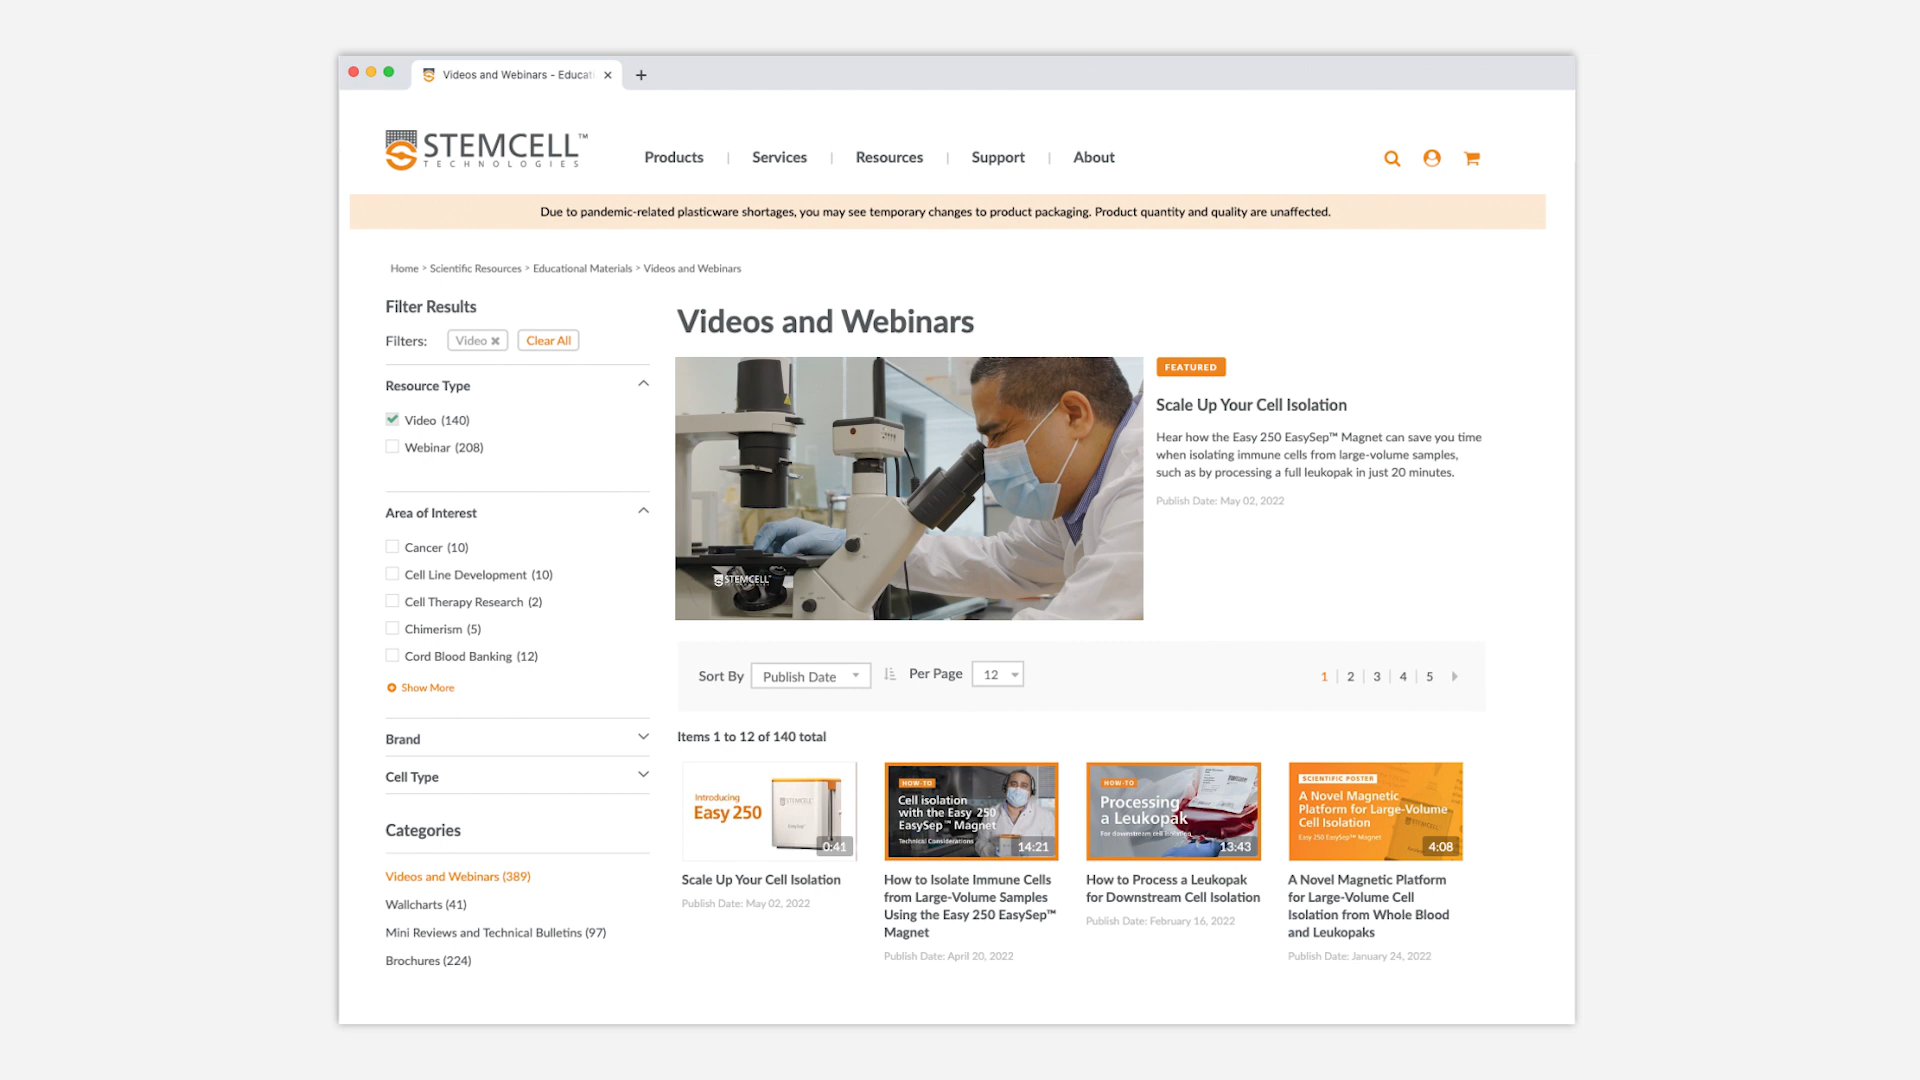 Videos and Webinars - Educati
STEMCELL™
TECHNOLOGIES
Products | Services | Resources | Support | About
Due to pandemic-related plasticware shortages, you may see temporary changes to product packaging. Product quantity and quality are unaffected.
Home > Scientific Resources > Educational Materials > Videos and Webinars
Filter Results
Filters: Video ✖ Clear All
Resource Type
Video (140)
Webinar (208)
Area of Interest
Cancer (10)
Cell Line Development (10)
Cell Therapy Research (2)
Chimerism (5)
Cord Blood Banking (12)
Show More
Brand
Cell Type
Categories
Videos and Webinars (389)
Wallcharts (41)
Mini Reviews and Technical Bulletins (97)
Brochures (224)
Videos and Webinars
STEMCELL™
FEATURED
Scale Up Your Cell Isolation
Hear how the Easy 250 EasySep™ Magnet can save you time
when isolating immune cells from large-volume samples,
such as by processing a full leukopak in just 20 minutes.
Publish Date: May 02, 2022
Sort By Publish Date Per Page 12
1 | 2 | 3 | 4 | 5
Items 1 to 12 of 140 total
Introducing
Easy 250
STEMCELL
0:41
Scale Up Your Cell Isolation
Publish Date: May 02, 2022
HOW-TO
Cell isolation
with the Easy 250
EasySep™ Magnet
Technical Considerations
14:21
How to Isolate Immune Cells
from Large-Volume Samples
Using the Easy 250 EasySep™
Magnet
Publish Date: April 20, 2022
HOW-TO
Processing
a Leukopak
For downstream cell isolation
13:43
How to Process a Leukopak
for Downstream Cell Isolation
Publish Date: February 16, 2022
SCIENTIFIC POSTER
A Novel Magnetic
Platform for Large-Volume
Cell Isolation
Easy 250 EasySep™ Magnet
4:08
A Novel Magnetic Platform
for Large-Volume Cell
Isolation from Whole Blood
and Leukopaks
Publish Date: January 24, 2022